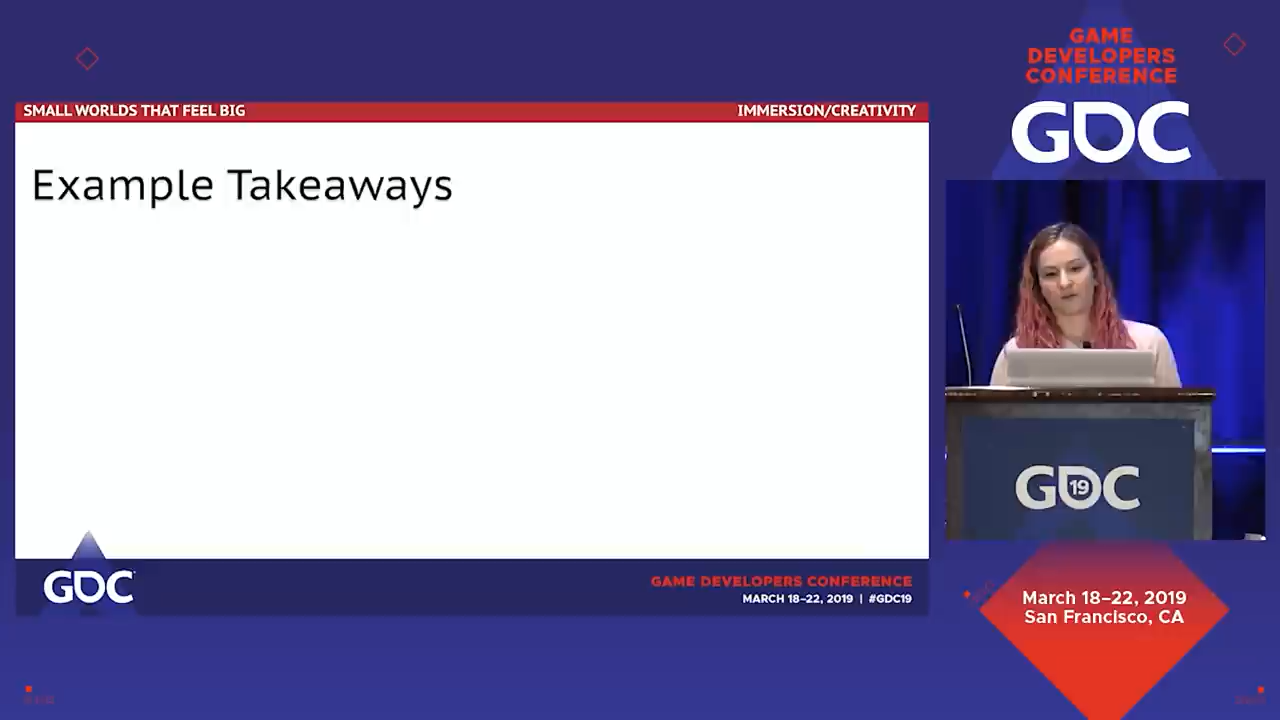 GAME
DEVELOPERS
CONFERENCE
GDC
SMALL WORLDS THAT FEEL BIG
IMMERSION/CREATIVITY
Example Takeaways
GDC
19
GDC
GAME DEVELOPERS CONFERENCE
MARCH 18–22, 2019 | #GDC19
March 18–22, 2019
San Francisco, CA